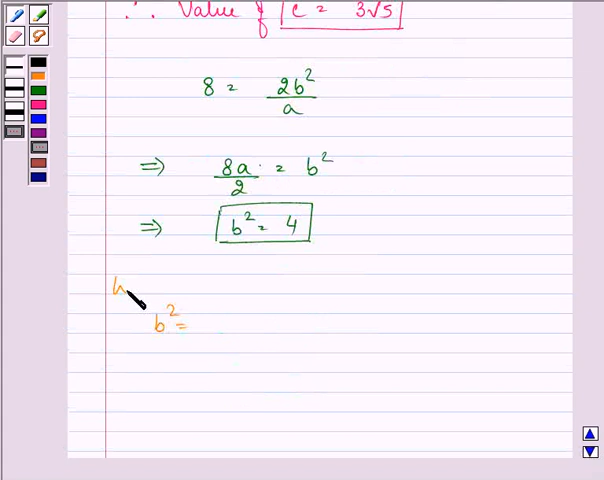 ∴ Value of c = 3√5
8 = 2b²/a
⇒ 8a/2 = b²
⇒ b² = 4
b² =